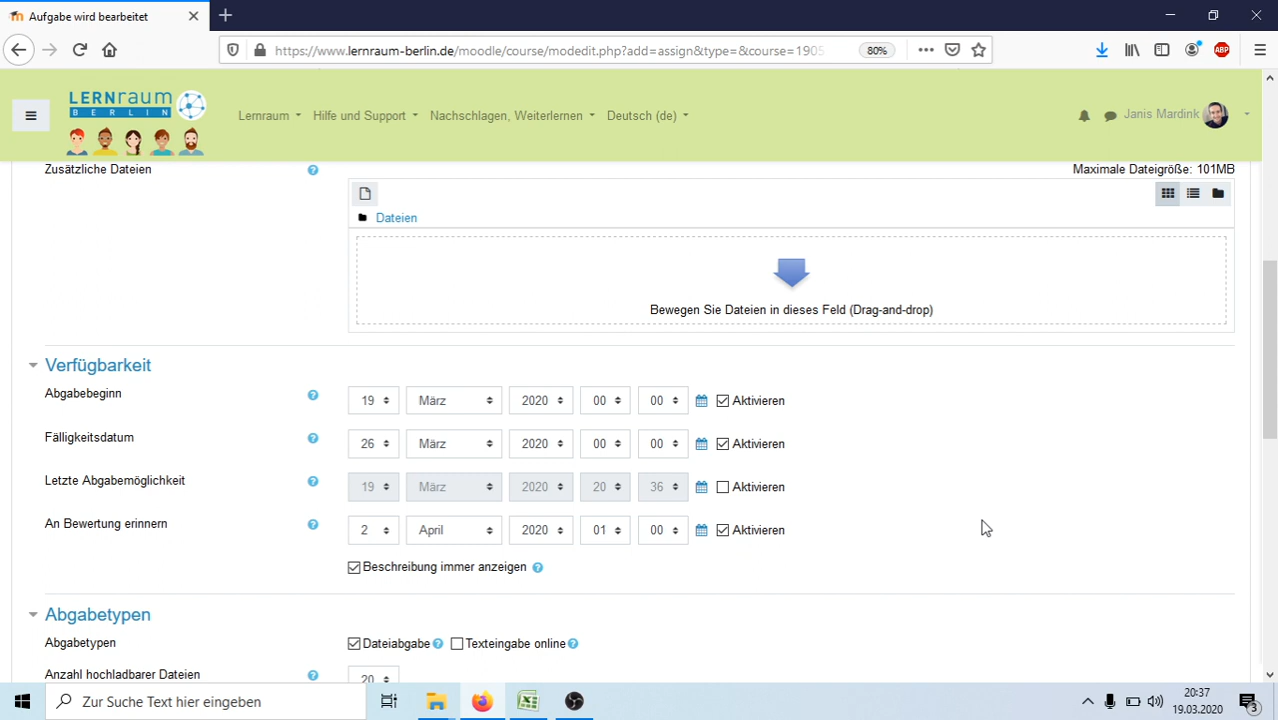 Aufgabe wird bearbeitet
https://www.lernraum-berlin.de/moodle/course/modedit.php?add=assign&type=&course=1905
80%
ABP
LERNraum
BERLIN
Lernraum
Hilfe und Support
Nachschlagen, Weiterlernen
Deutsch (de)
Janis Mardink
Zusätzliche Dateien
Maximale Dateigröße: 101MB
Dateien
Bewegen Sie Dateien in dieses Feld (Drag-and-drop)
Verfügbarkeit
Abgabebeginn 19 März 2020 00 00 Aktivieren
Fälligkeitsdatum 26 März 2020 00 00 Aktivieren
Letzte Abgabemöglichkeit 19 März 2020 20 36 Aktivieren
An Bewertung erinnern 2 April 2020 01 00 Aktivieren
Beschreibung immer anzeigen
Abgabetypen
Abgabetypen Dateiabgabe Texteingabe online
Anzahl hochladbarer Dateien 20
Zur Suche Text hier eingeben
20:37
19.03.2020
3